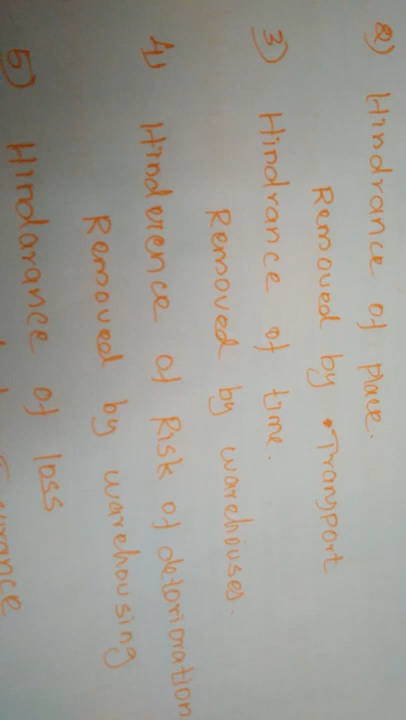 2) Hindrance of place.
Removed by Transport
3) Hindrance of time.
Removed by warehouses.
4) Hinderence of Risk of detorioration
Removed by warehousing
5) Hindarance of loss